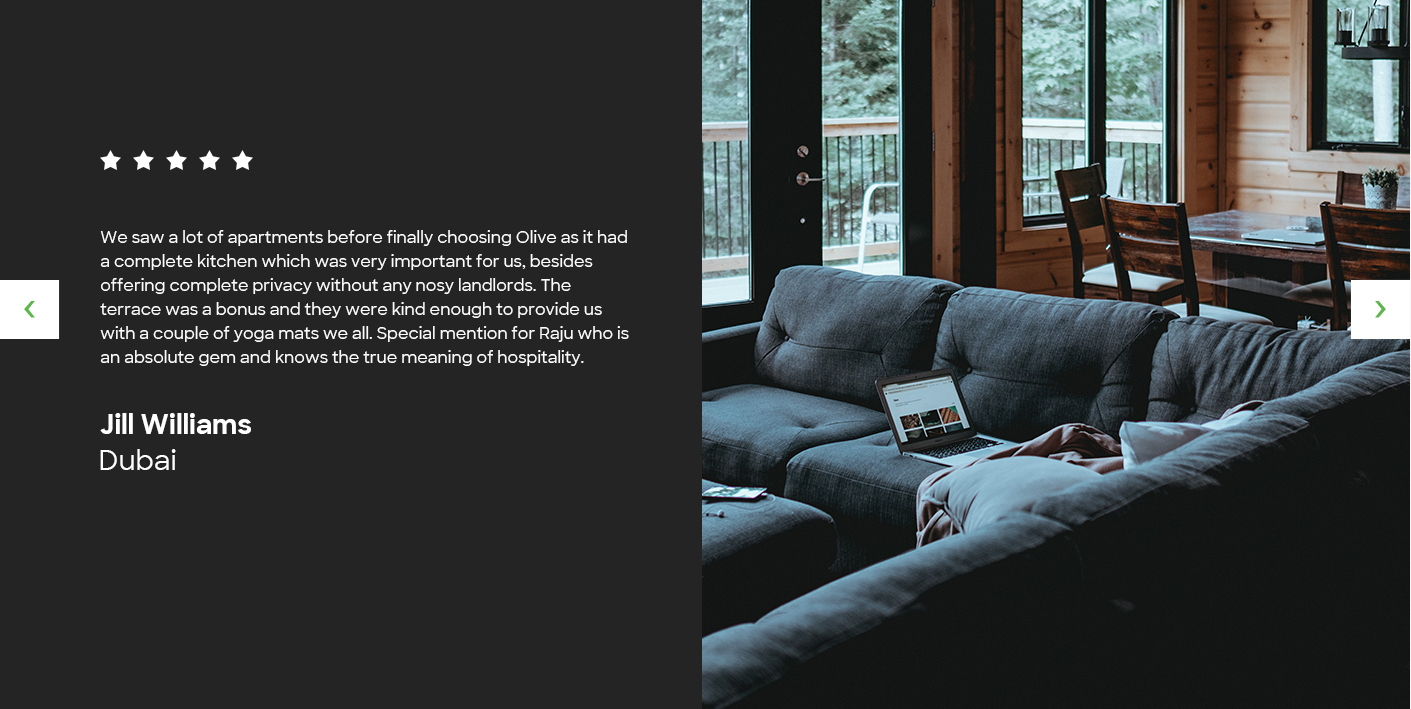 We saw a lot of apartments before finally choosing Olive as it had
a complete kitchen which was very important for us, besides
offering complete privacy without any nosy landlords. The
terrace was a bonus and they were kind enough to provide us
with a couple of yoga mats we all. Special mention for Raju who is
an absolute gem and knows the true meaning of hospitality.
Jill Williams
Dubai